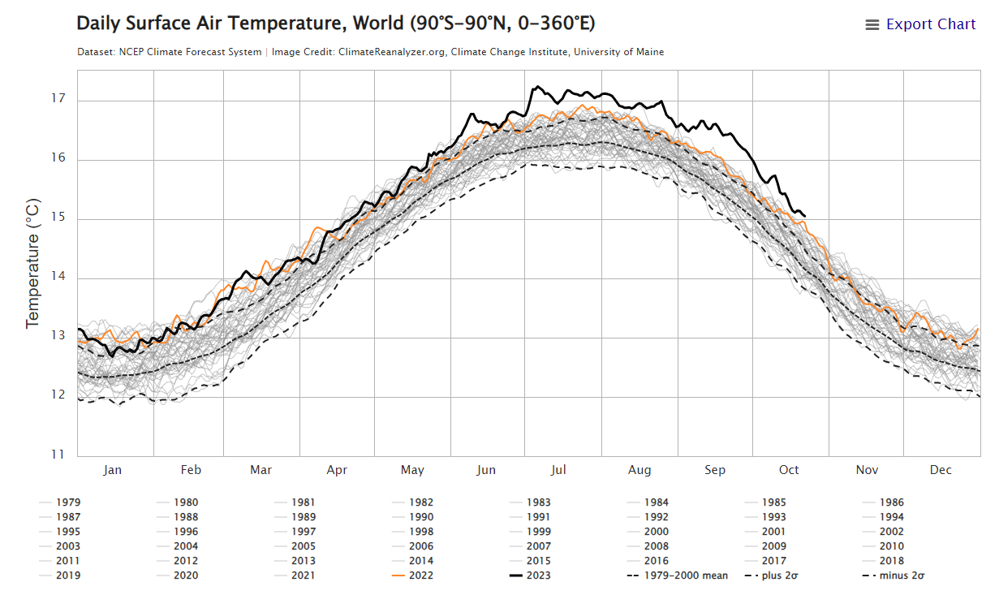 Daily Surface Air Temperature, World (90°S–90°N, 0–360°E)
Export Chart
Dataset: NCEP Climate Forecast System | Image Credit: ClimateReanalyzer.org, Climate Change Institute, University of Maine
Temperature (°C)
17
16
15
14
13
12
11
Jan Feb Mar Apr May Jun Jul Aug Sep Oct Nov Dec
1979 1980 1981 1982 1983 1984 1985 1986
1987 1988 1989 1990 1991 1992 1993 1994
1995 1996 1997 1998 1999 2000 2001 2002
2003 2004 2005 2006 2007 2008 2009 2010
2011 2012 2013 2014 2015 2016 2017 2018
2019 2020 2021 2022 2023 1979–2000 mean plus 2σ minus 2σ